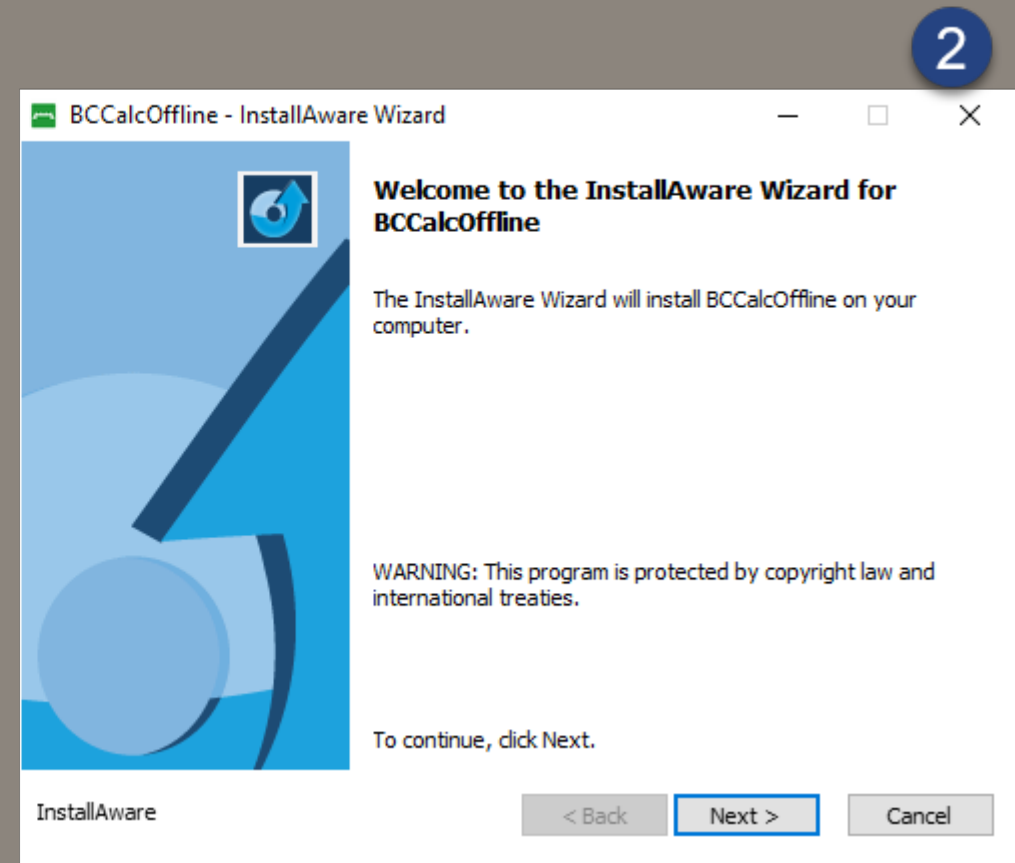 2
BCCalcOffline - InstallAware Wizard
Welcome to the InstallAware Wizard for
BCCalcOffline
The InstallAware Wizard will install BCCalcOffline on your
computer.
WARNING: This program is protected by copyright law and
international treaties.
To continue, click Next.
InstallAware
< Back
Next >
Cancel